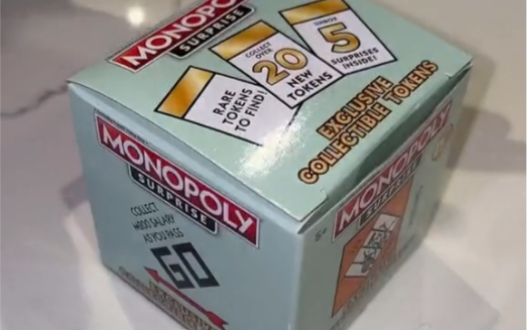 MONOPOLY
SURPRISE
RARE
TOKENS
TO FIND!
COLLECT
OVER
20
NEW
TOKENS
UNBOX
5
SURPRISES
INSIDE!
EXCLUSIVE
COLLECTIBLE TOKENS
MONOPOLY
SURPRISE
COLLECT
SALARY
AS YOU PASS
GO
MONOPOLY
SURPRISE